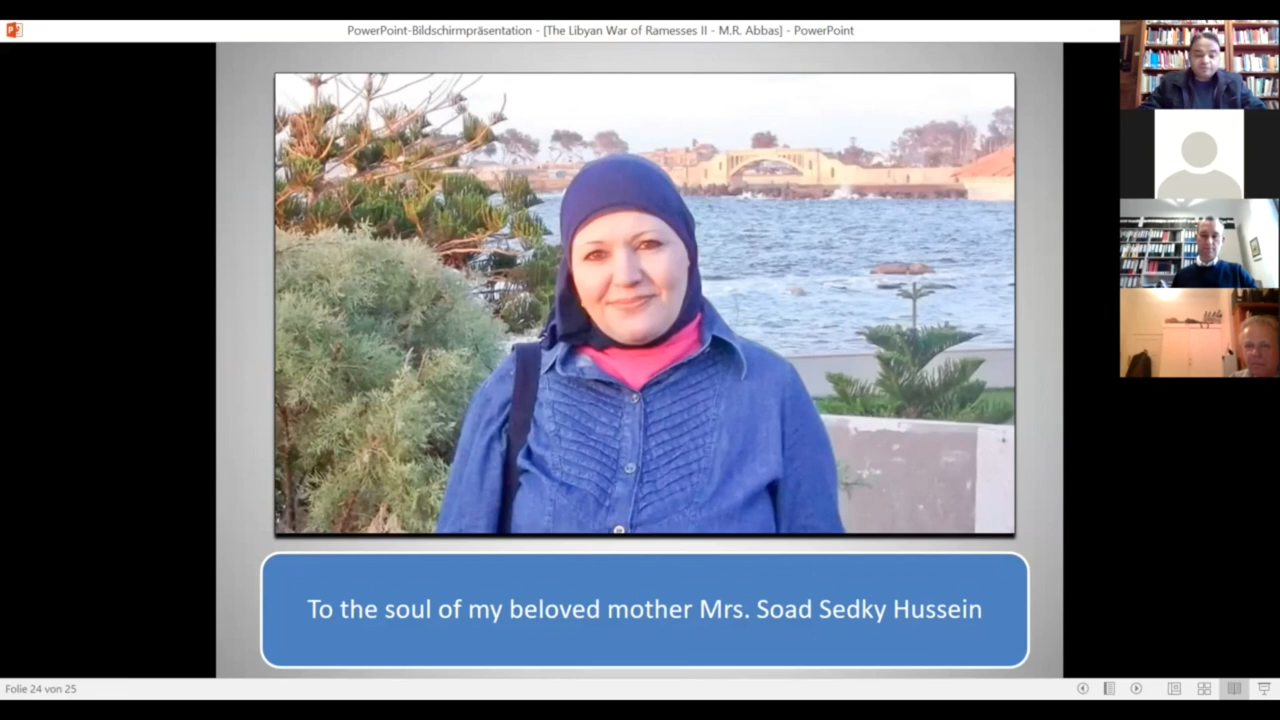 PowerPoint-Bildschirmpräsentation - [The Libyan War of Ramesses II - M.R. Abbas] - PowerPoint
To the soul of my beloved mother Mrs. Soad Sedky Hussein
Folie 24 von 25